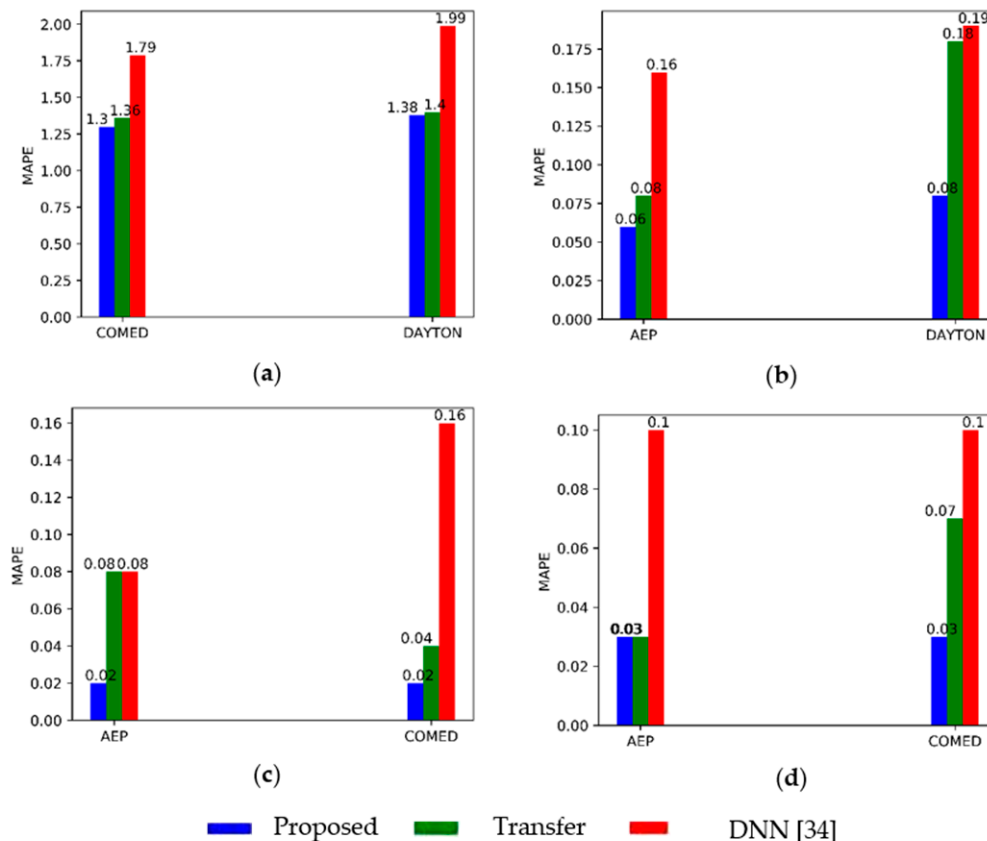 2.00
1.75
1.50
1.25
1.00
0.75
0.50
0.25
0.00
MAPE
1.3
1.36
1.79
1.38
1.4
1.99
COMED
DAYTON
(a)
0.175
0.150
0.125
0.100
0.075
0.050
0.025
0.000
MAPE
0.06
0.08
0.16
0.08
0.18
0.19
AEP
DAYTON
(b)
0.16
0.14
0.12
0.10
0.08
0.06
0.04
0.02
0.00
MAPE
0.02
0.08
0.08
0.02
0.04
0.16
AEP
COMED
(c)
0.10
0.08
0.06
0.04
0.02
0.00
MAPE
0.03
0.1
0.03
0.07
0.1
AEP
COMED
(d)
Proposed
Transfer
DNN [34]